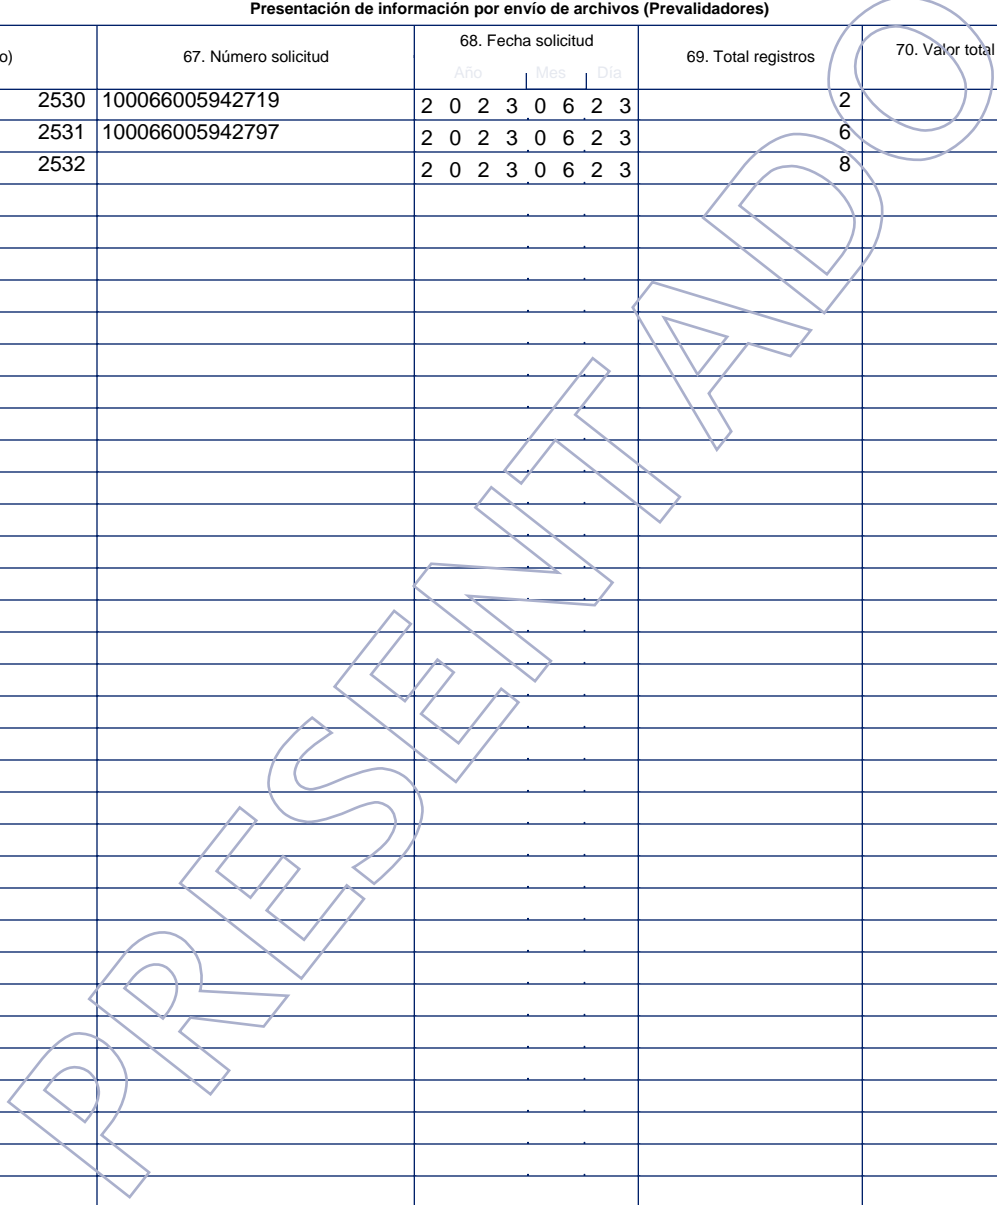 Presentación de información por envío de archivos (Prevalidadores)
o) 67. Número solicitud 68. Fecha solicitud 69. Total registros 70. Valor total
Año Mes Día
2530 100066005942719 2 0 2 3 0 6 2 3 2
2531 100066005942797 2 0 2 3 0 6 2 3 6
2532 2 0 2 3 0 6 2 3 8
PRESENTADO